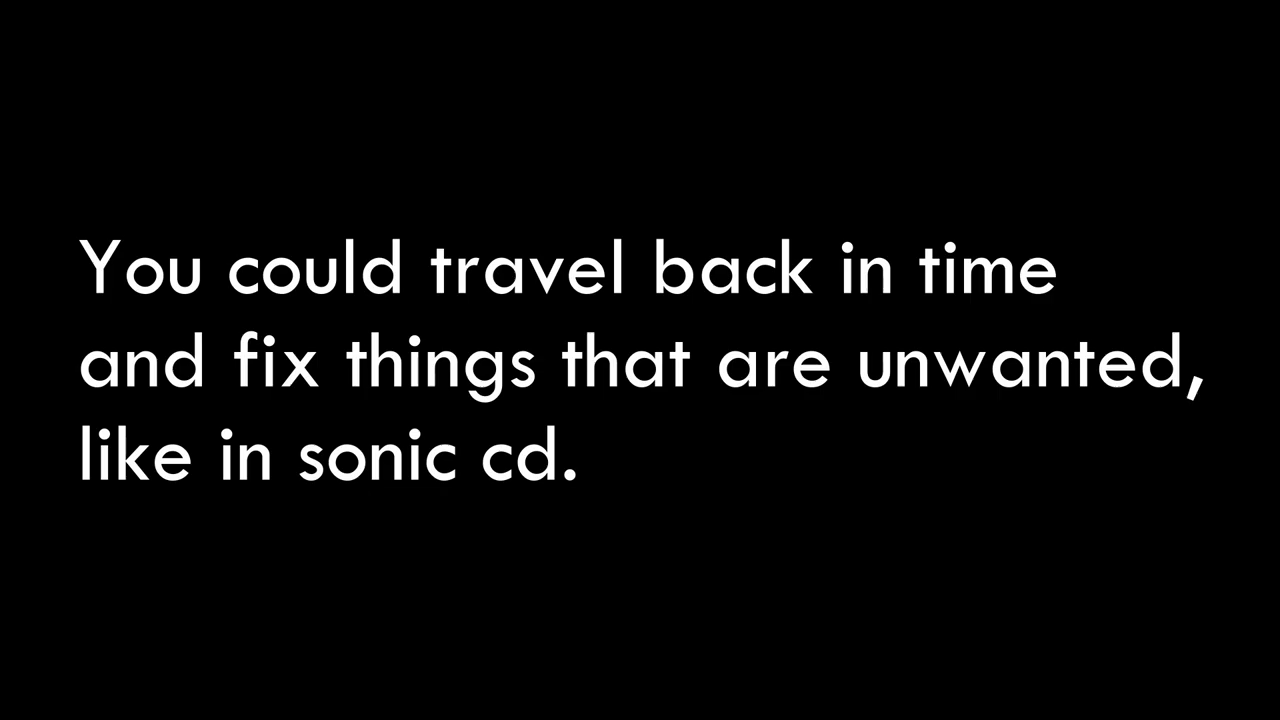 You could travel back in time
and fix things that are unwanted,
like in sonic cd.